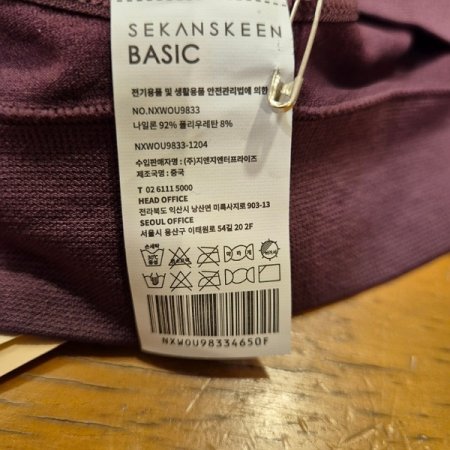 SEKANSKEEN
BASIC
전기용품 및 생활용품 안전관리법에 의한
NO.NXWOU9833
나일론 92% 폴리우레탄 8%
NXWOU9833-1204
수입판매자명 : (주)지엔지엔터프라이즈
제조국명 : 중국
T 02 6111 5000
HEAD OFFICE
전라북도 익산시 낭산면 미륵사지로 903-13
SEOUL OFFICE
서울시 용산구 이태원로 54길 20 2F
손세탁
NXWOU98334650F